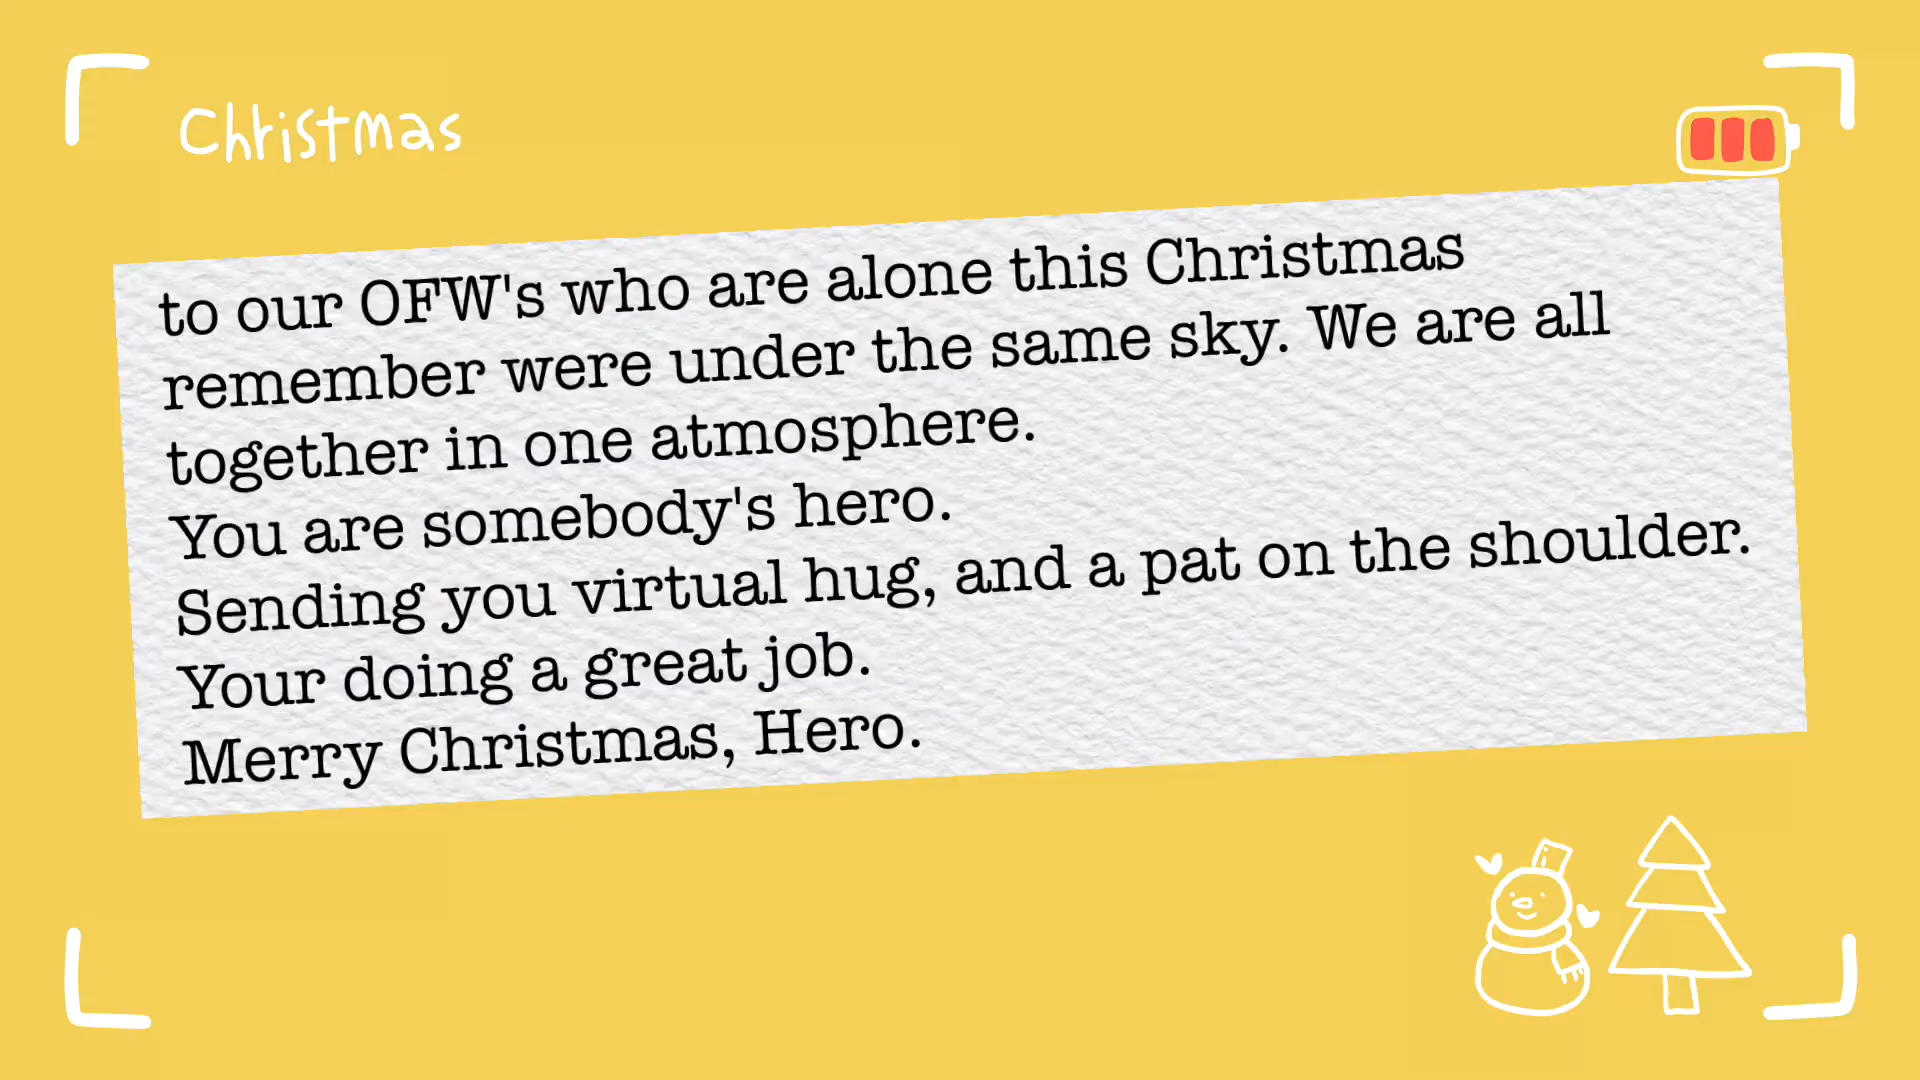 Christmas
to our OFW's who are alone this Christmas
remember were under the same sky. We are all
together in one atmosphere.
You are somebody's hero.
Sending you virtual hug, and a pat on the shoulder.
Your doing a great job.
Merry Christmas, Hero.